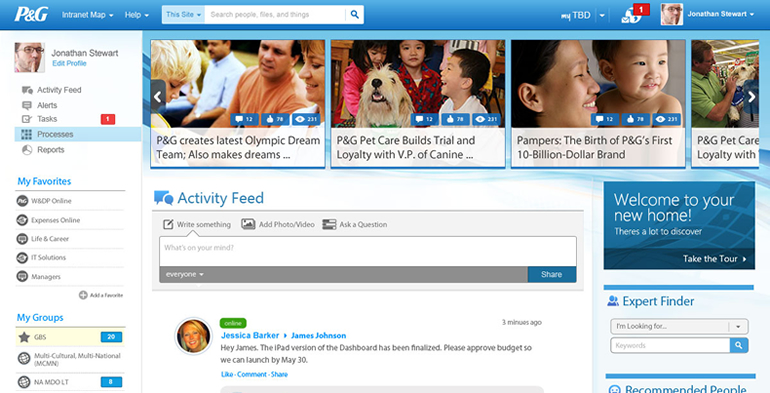 P&G
Intranet Map
Help
This Site
Search people, files, and things
my TBD
1
Jonathan Stewart
Jonathan Stewart
Edit Profile
Activity Feed
Alerts
Tasks
1
Processes
Reports
My Favorites
W&DP Online
Expenses Online
Life & Career
IT Solutions
Managers
Add a Favorite
My Groups
GBS
20
Multi-Cultural, Multi-National
(MCMN)
NA MDO LT
8
12 78 231
P&G creates latest Olympic Dream
Team; Also makes dreams ...
12 78 231
P&G Pet Care Builds Trial and
Loyalty with V.P. of Canine ...
12 78 231
Pampers: The Birth of P&G's First
10-Billion-Dollar Brand
P&G Pet Car
Loyalty with
Activity Feed
Write something
Add Photo/Video
Ask a Question
What's on your mind?
everyone
Share
online
3 minues ago
Jessica Barker James Johnson
Hey James. The iPad version of the Dashboard has been finalized. Please approve budget so
we can launch by May 30.
Like · Comment · Share
Welcome to your
new home!
Theres a lot to discover
Take the Tour
Expert Finder
I'm Looking for...
Keywords
Recommended People